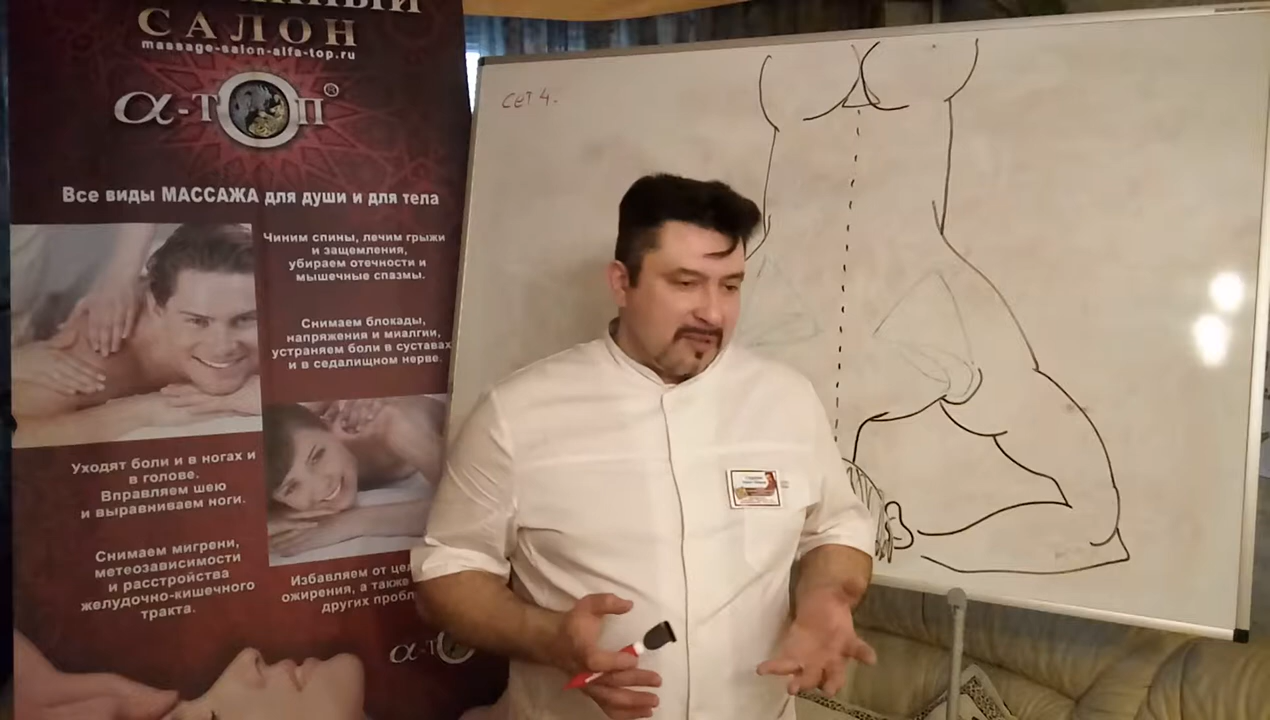 САЛОН
massage-salon-alfa-top.ru
α-ТОП®
Все виды МАССАЖА для души и для тела
Чиним спины, лечим грыжи
и защемления,
убираем отечности и
мышечные спазмы.
Снимаем блокады,
напряжения и миалгии,
устраняем боли в суставах
и в седалищном нерве.
Уходят боли и в ногах и
в голове.
Вправляем шею
и выравниваем ноги.
Снимаем мигрени,
метеозависимости
и расстройства
желудочно-кишечного
тракта.
Избавляем от
ожирения, а также
других
α-Т
сет 4.